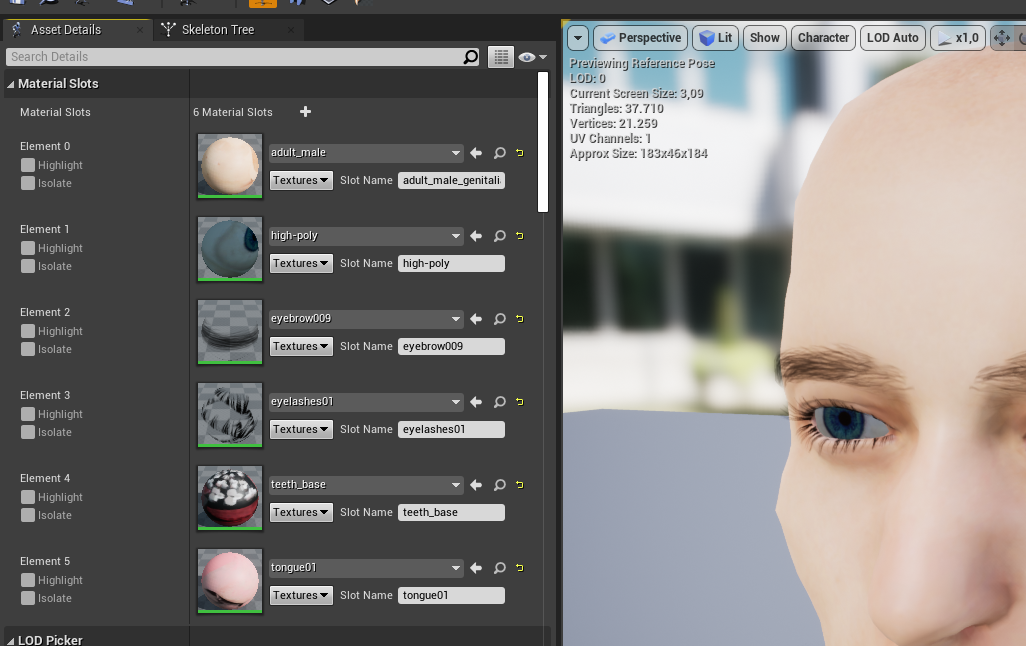 Asset Details
Skeleton Tree
Search Details
Material Slots
Material Slots
6 Material Slots
Element 0
Highlight
Isolate
adult_male
Textures
Slot Name
adult_male_genitali
Element 1
Highlight
Isolate
high-poly
Textures
Slot Name
high-poly
Element 2
Highlight
Isolate
eyebrow009
Textures
Slot Name
eyebrow009
Element 3
Highlight
Isolate
eyelashes01
Textures
Slot Name
eyelashes01
Element 4
Highlight
Isolate
teeth_base
Textures
Slot Name
teeth_base
Element 5
Highlight
Isolate
tongue01
Textures
Slot Name
tongue01
LOD Picker
Perspective
Lit
Show
Character
LOD Auto
x1,0
Previewing Reference Pose
LOD: 0
Current Screen Size: 3,09
Triangles: 37.710
Vertices: 21.259
UV Channels: 1
Approx Size: 183x46x184